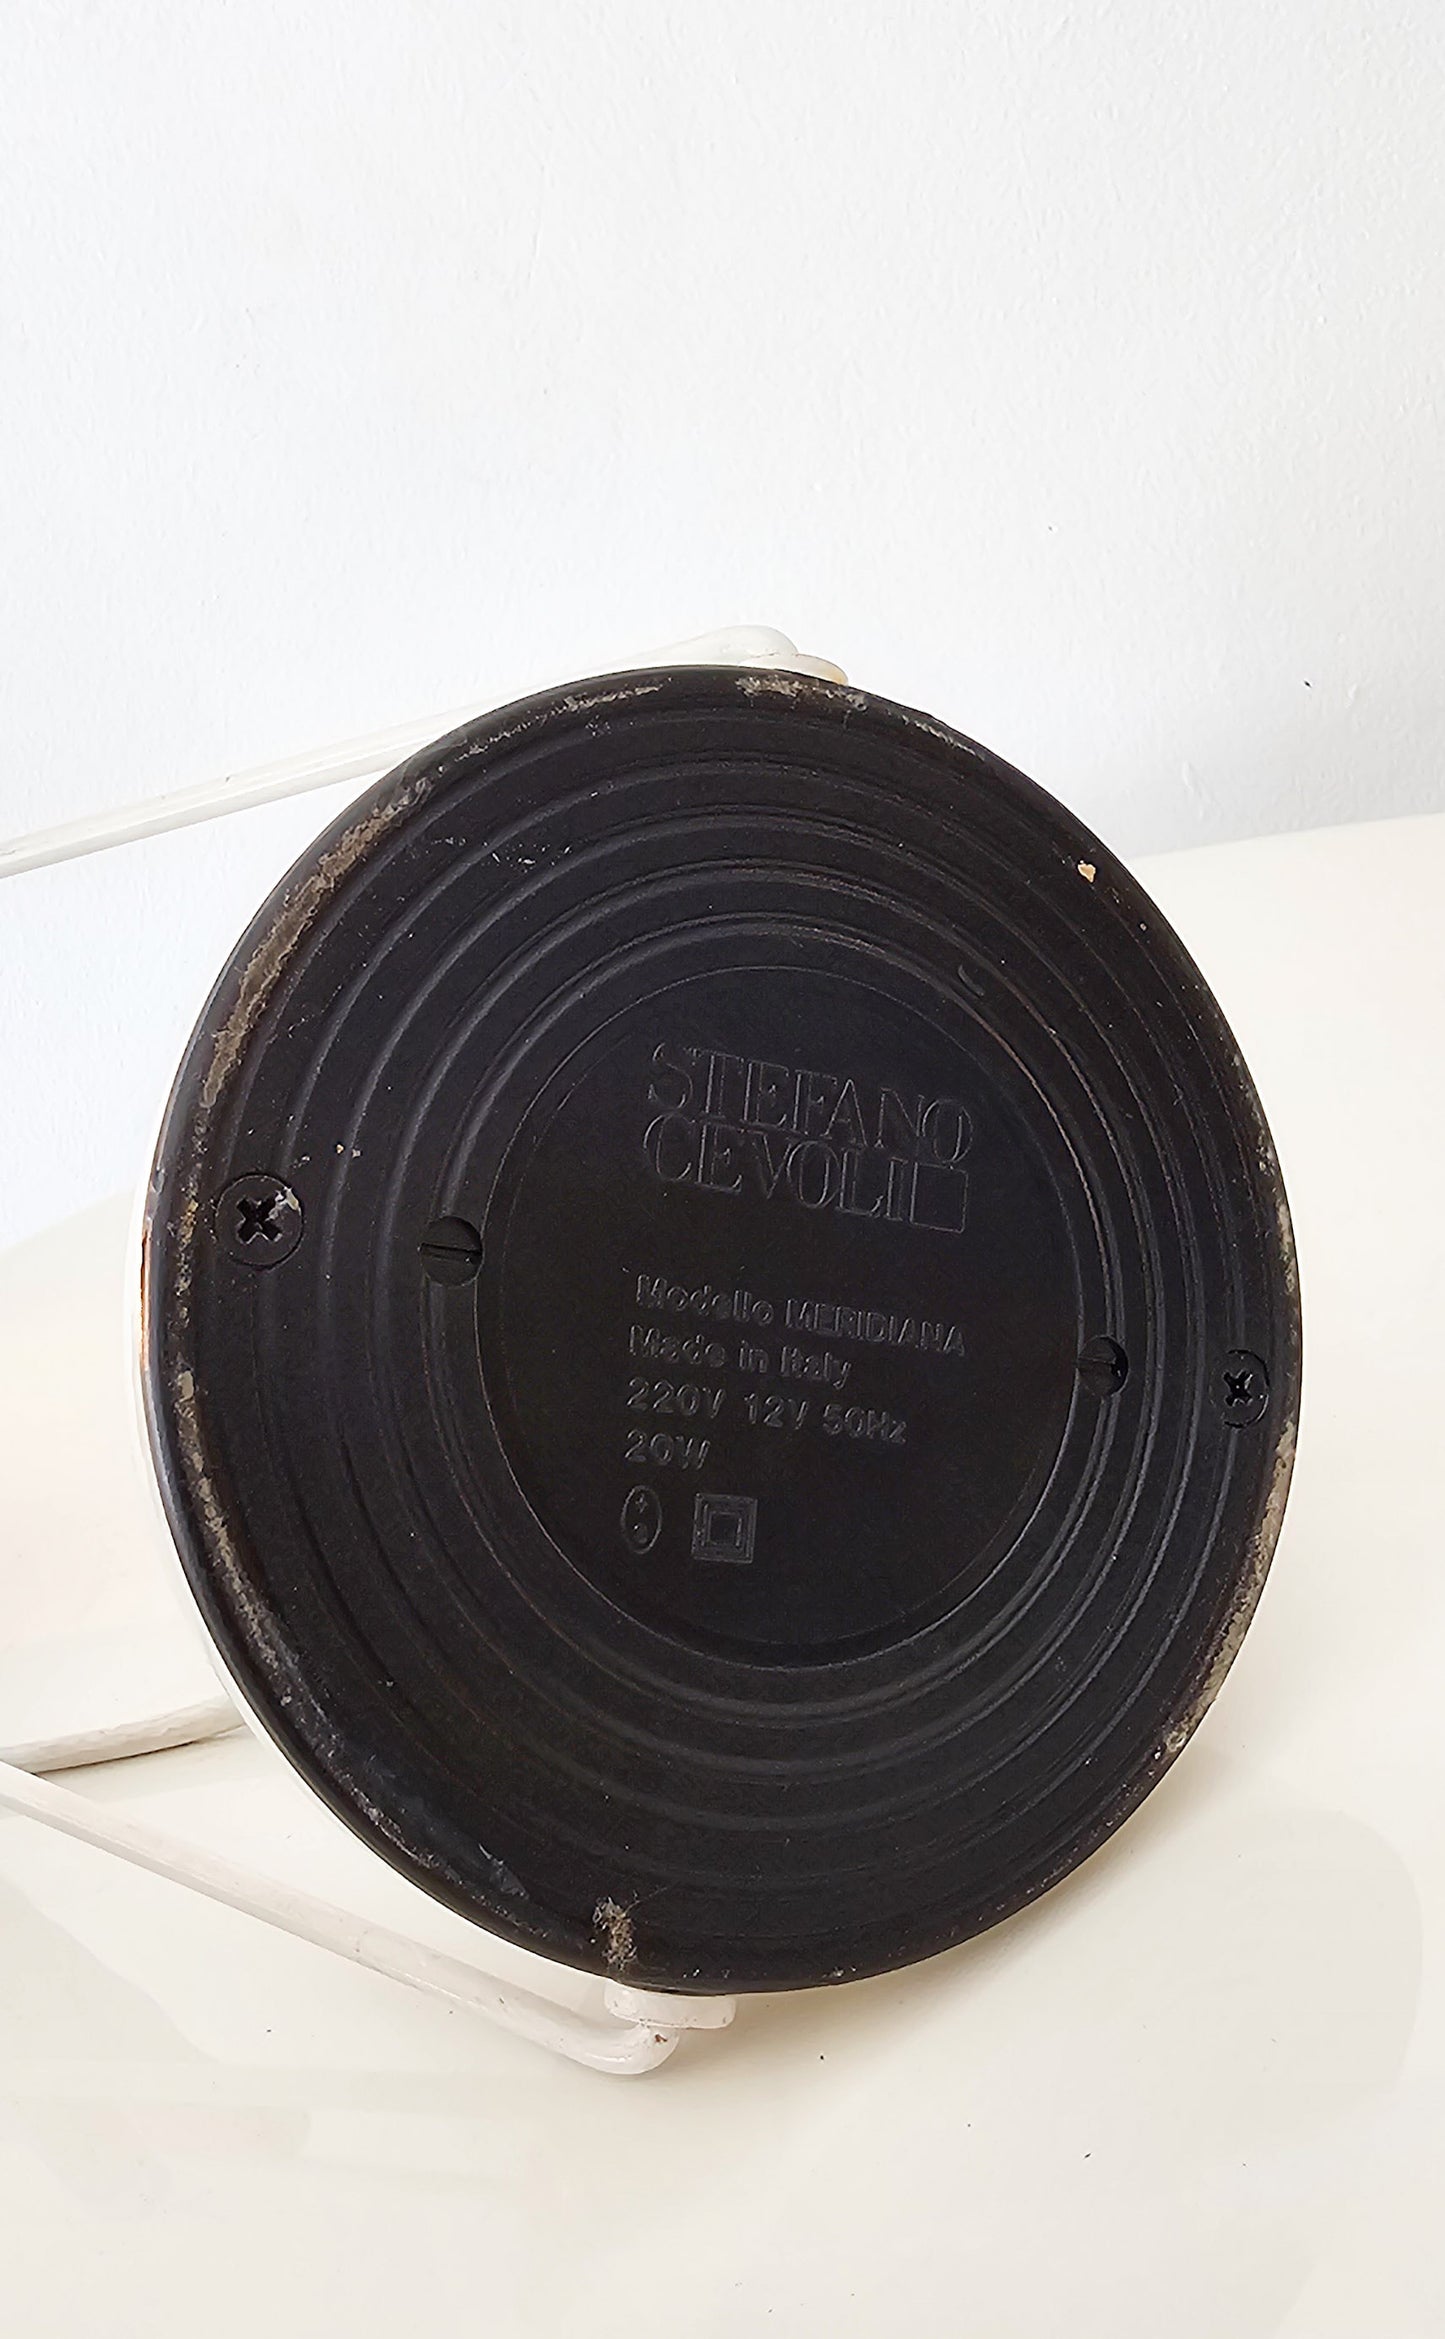 STEFANO
CEVOLI
Modello MERIDIANA
Made in Italy
220V 12V 50Hz
20W